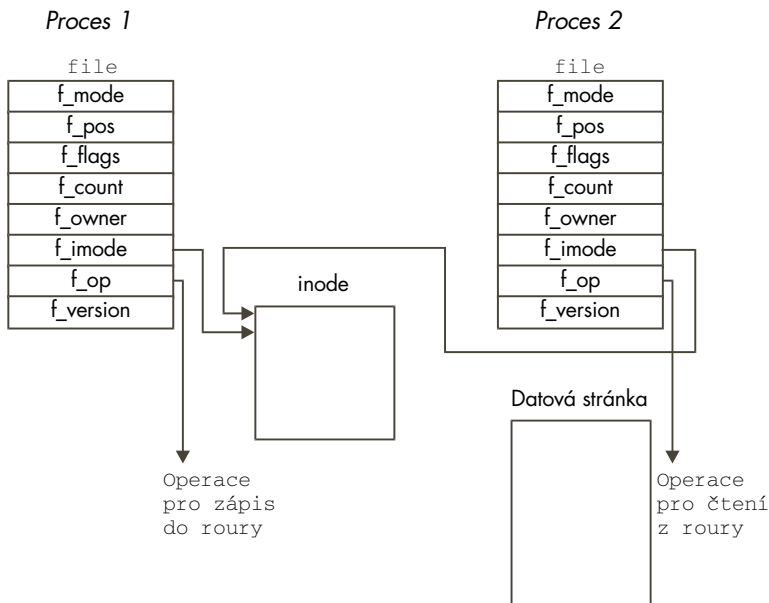 Proces 1
file
f_mode
f_pos
f_flags
f_count
f_owner
f_imode
f_op
f_version
Proces 2
file
f_mode
f_pos
f_flags
f_count
f_owner
f_imode
f_op
f_version
inode
Datová stránka
Operace
pro zápis
do roury
Operace
pro čtení
z roury